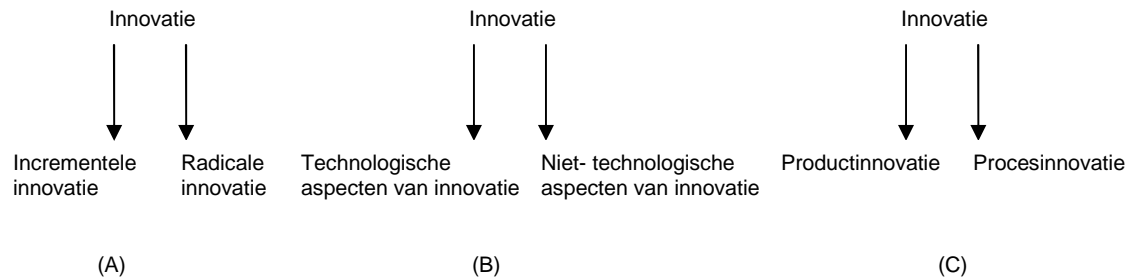 Innovatie
Innovatie
Innovatie
Incrementele
innovatie
Radicale
innovatie
Technologische
aspecten van innovatie
Niet- technologische
aspecten van innovatie
Productinnovatie
Procesinnovatie
(A)
(B)
(C)